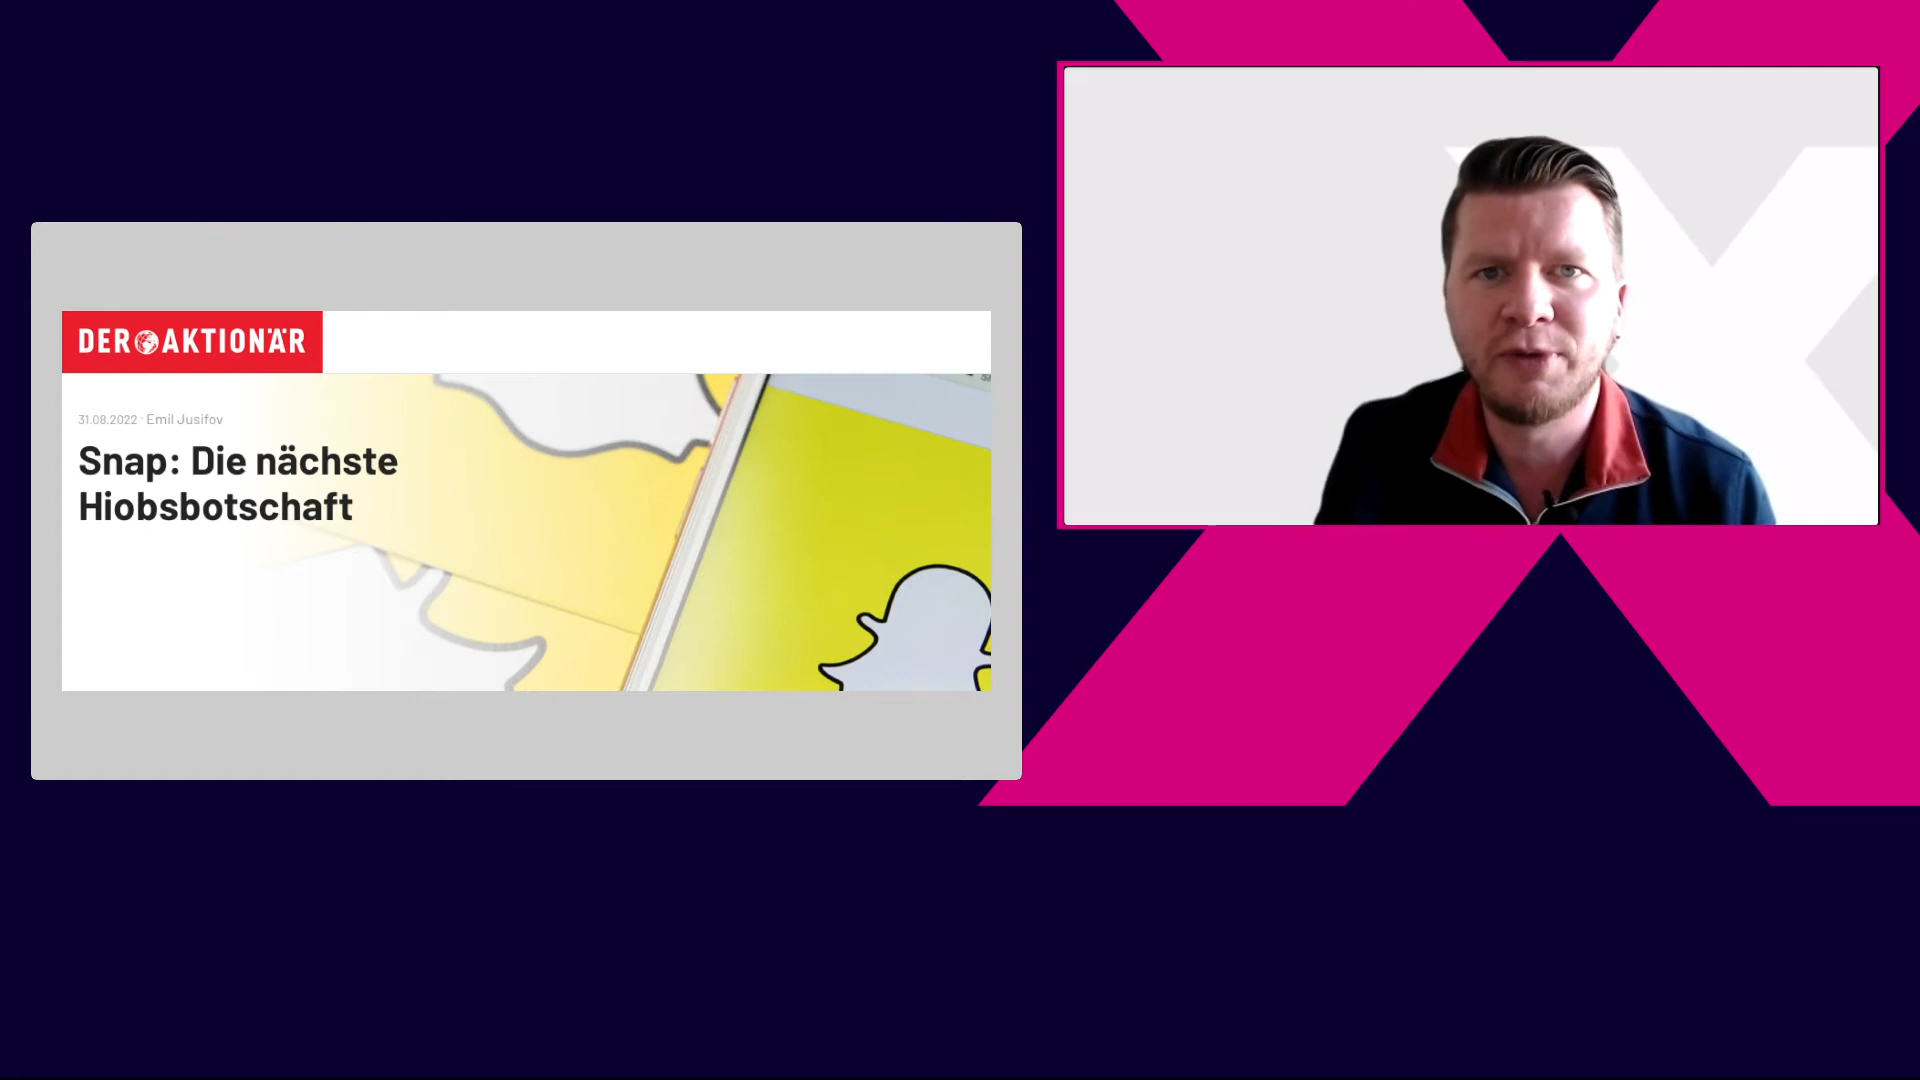 DER AKTIONÄR
31.08.2022 · Emil Jusifov
Snap: Die nächste
Hiobsbotschaft